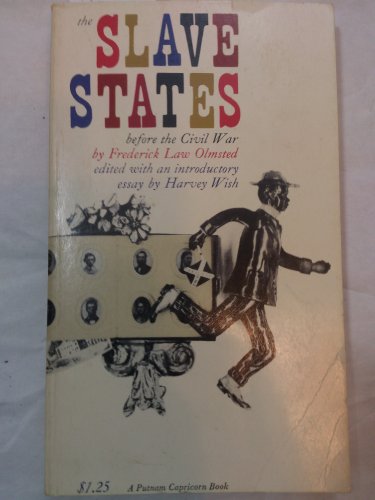 the
SLAVE
STATES
before the Civil War
by Frederick Law Olmsted
edited with an introductory
essay by Harvey Wish
$1.25 A Putnam Capricorn Book